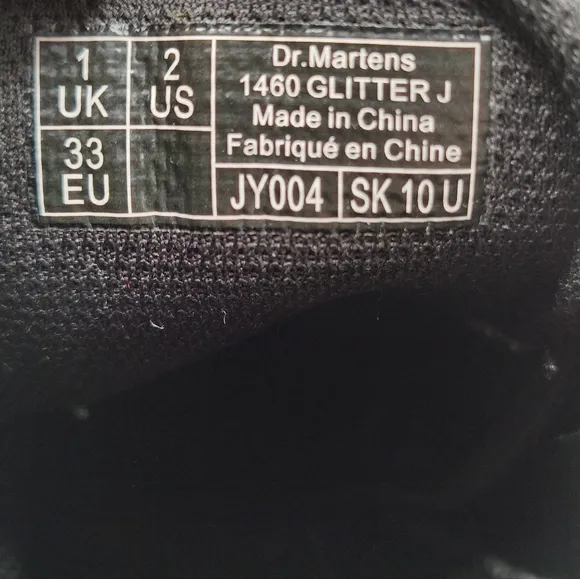 1
UK
2
US
33
EU
Dr.Martens
1460 GLITTER J
Made in China
Fabriqué en Chine
JY004
SK 10 U